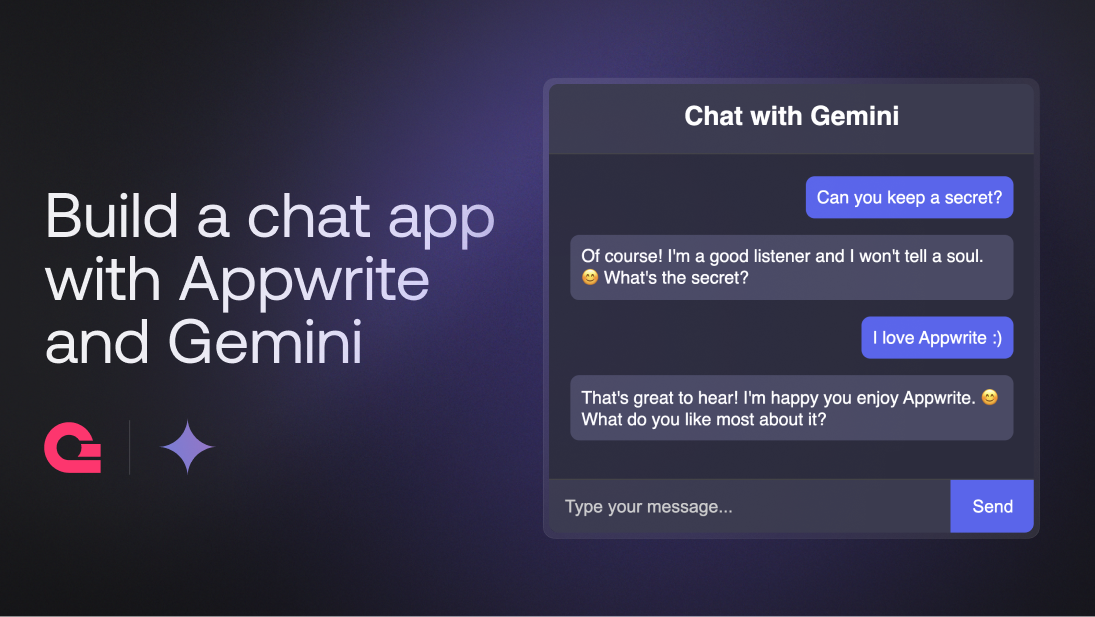 Build a chat app
with Appwrite
and Gemini
Chat with Gemini
Can you keep a secret?
Of course! I'm a good listener and I won't tell a soul.
😊 What's the secret?
I love Appwrite :)
That's great to hear! I'm happy you enjoy Appwrite. 😊
What do you like most about it?
Type your message...
Send